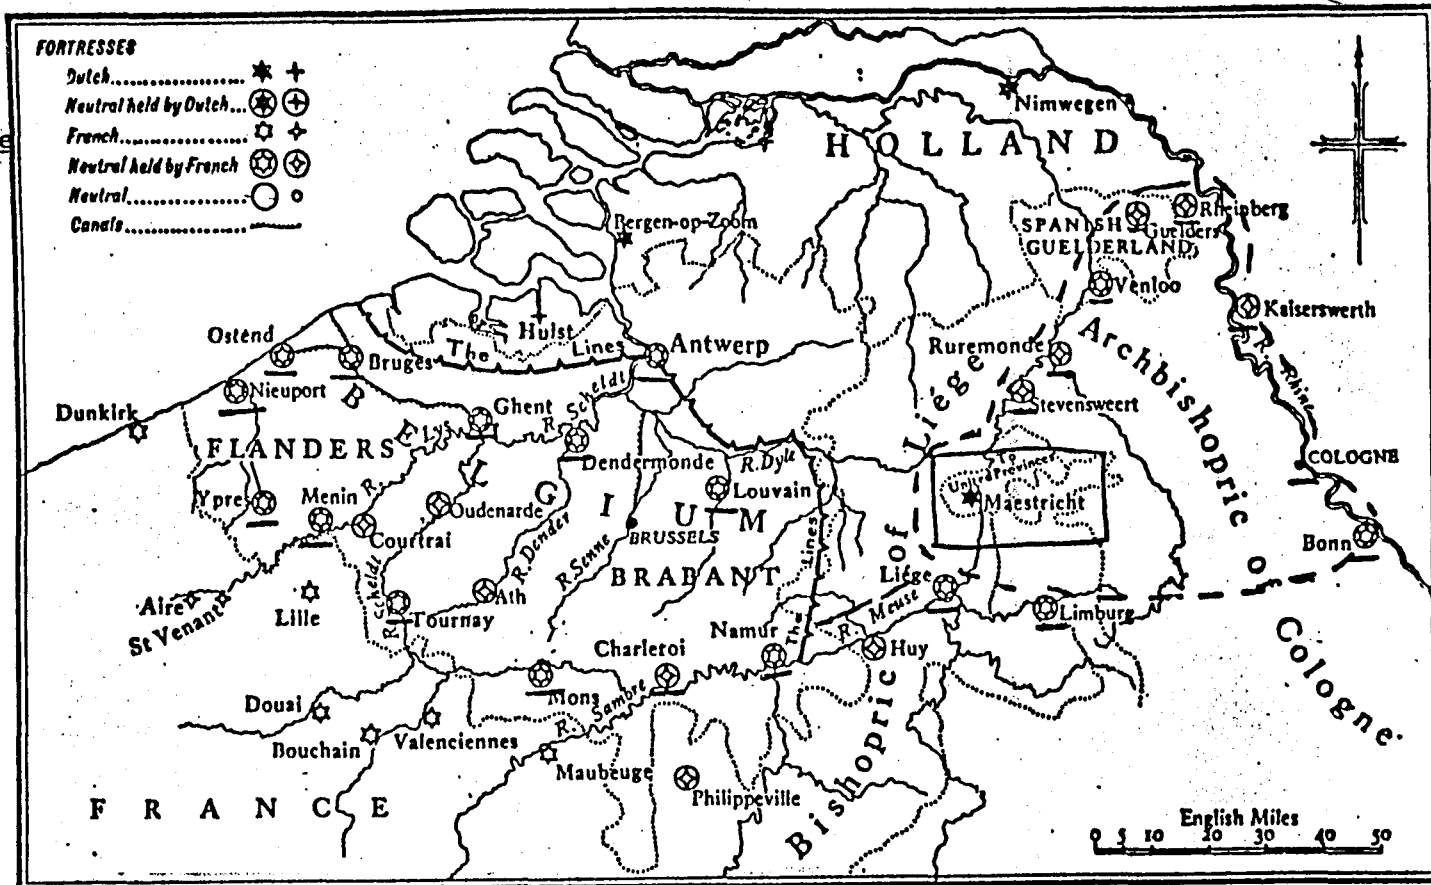 FORTRESSES
Dutch
Neutral held by Dutch
French
Neutral held by French
Neutral
Canals
Nimwegen
HOLLAND
Bergen-op-Zoom
SPANISH
GUELDERLAND
Guelders
Rheinberg
Venloo
Kaiserswerth
R. Rhine
Ostend
Bruges
Hulst
The Lines
Antwerp
Ruremonde
Archbishopric of Cologne
Nieuport
Dunkirk
Ghent
R. Scheldt
Stevensweert
Bishopric of Liége
BELGIUM
FLANDERS
R. Lys
Dendermonde
R. Dyle
COLOGNE
To
United Provinces
Maestricht
Ypre
Menin
Oudenarde
Louvain
Courtrai
R. Dender
R. Senne
BRUSSELS
The Lines
Bonn
BRABANT
Liége
Aire
St Venant
Lille
R. Scheldt
Tournay
Ath
R. Meuse
Limburg
Namur
Huy
Charleroi
Mons
R. Sambre
Douai
Bouchain
Valenciennes
Maubeuge
Philippeville
FRANCE
English Miles
0 5 10 20 30 40 50